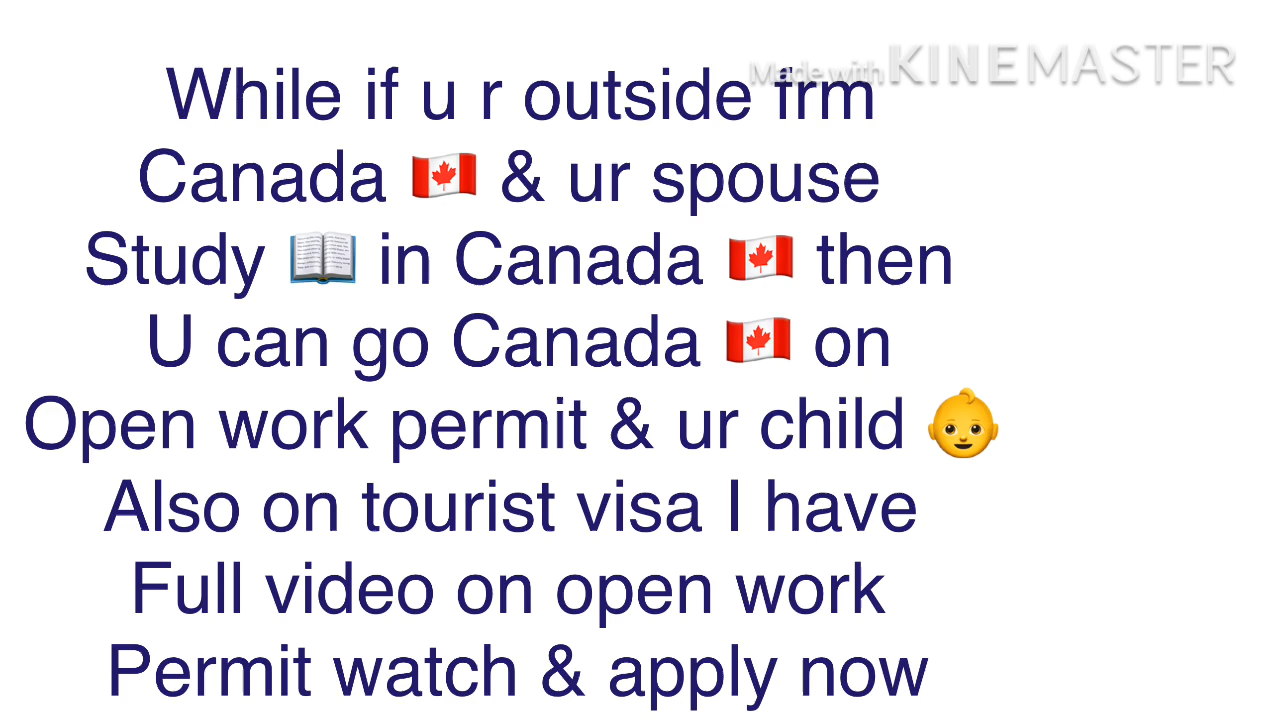 Made with KINEMASTER
While if u r outside frm
Canada 🇨🇦 & ur spouse
Study 📖 in Canada 🇨🇦 then
U can go Canada 🇨🇦 on
Open work permit & ur child 👶
Also on tourist visa I have
Full video on open work
Permit watch & apply now